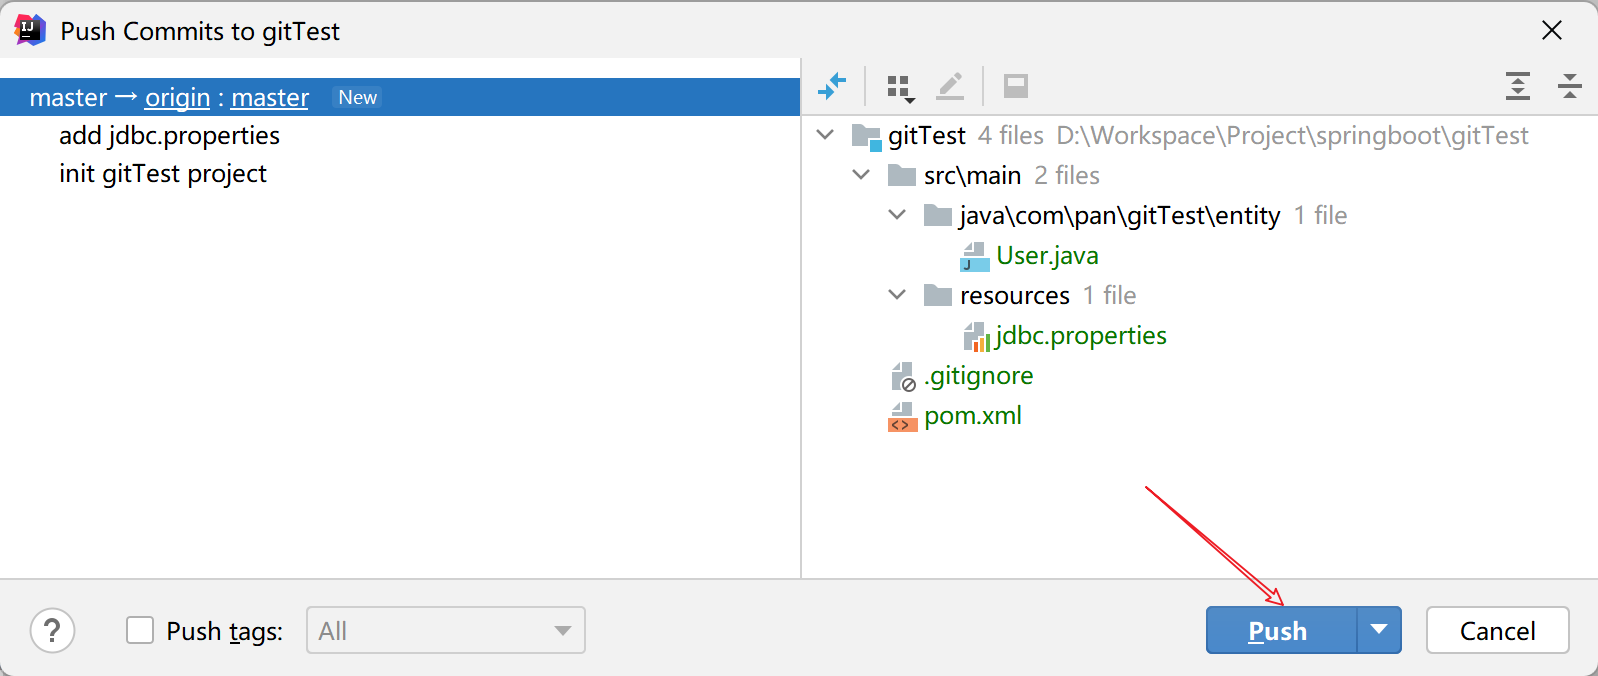 Push Commits to gitTest
master → origin : master New
add jdbc.properties
init gitTest project
gitTest 4 files D:\Workspace\Project\springboot\gitTest
src\main 2 files
java\com\pan\gitTest\entity 1 file
User.java
resources 1 file
jdbc.properties
.gitignore
pom.xml
? Push tags: All Push Cancel